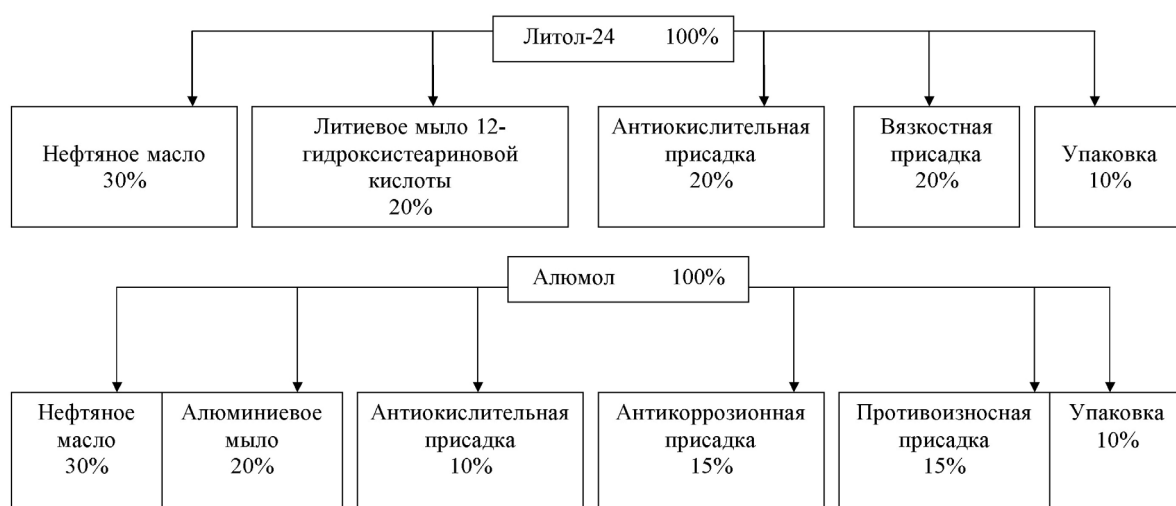 Литол-24 100%
Нефтяное масло
30%
Литиевое мыло 12-
гидроксистеариновой
кислоты
20%
Антиокислительная
присадка
20%
Вязкостная
присадка
20%
Упаковка
10%
Алюмол 100%
Нефтяное
масло
30%
Алюминиевое
мыло
20%
Антиокислительная
присадка
10%
Антикоррозионная
присадка
15%
Противоизносная
присадка
15%
Упаковка
10%